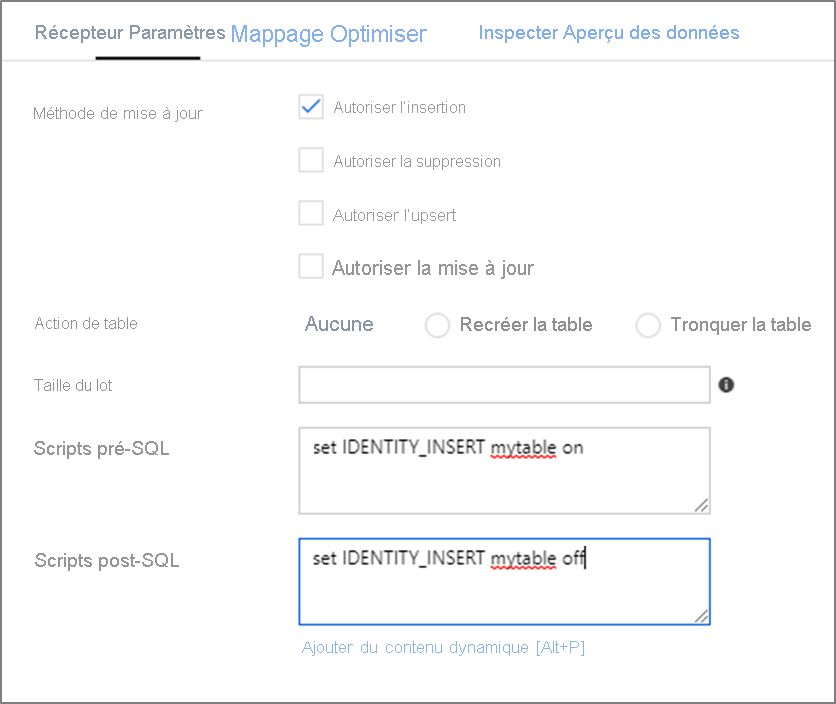 Récepteur Paramètres Mappage Optimiser Inspecter Aperçu des données
Méthode de mise à jour
Autoriser l'insertion
Autoriser la suppression
Autoriser l'upsert
Autoriser la mise à jour
Action de table Aucune Recréer la table Tronquer la table
Taille du lot
Scripts pré-SQL set IDENTITY_INSERT mytable on
Scripts post-SQL set IDENTITY_INSERT mytable off
Ajouter du contenu dynamique [Alt+P]